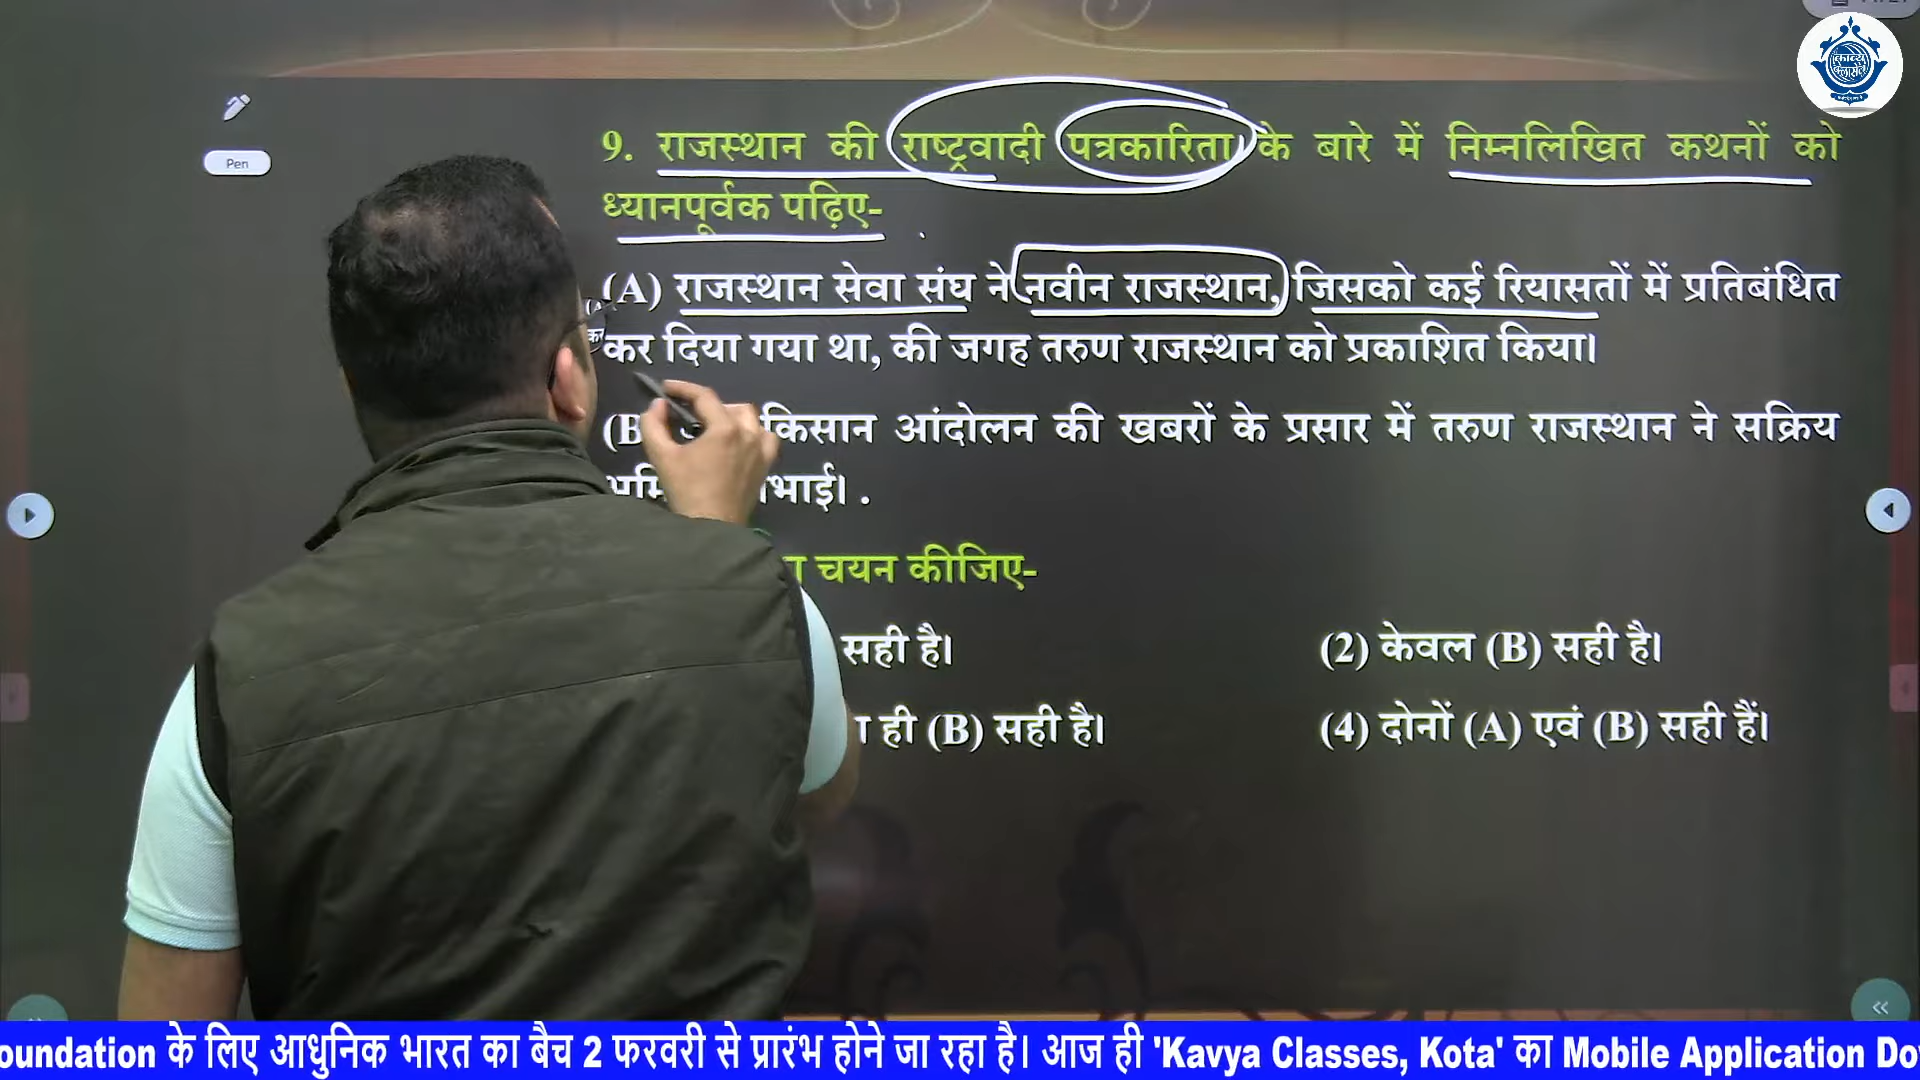 Pen
9. राजस्थान की राष्ट्रवादी पत्रकारिता के बारे में निम्नलिखित कथनों को
ध्यानपूर्वक पढ़िए-
(A) राजस्थान सेवा संघ ने नवीन राजस्थान, जिसको कई रियासतों में प्रतिबंधित
कर दिया गया था, की जगह तरुण राजस्थान को प्रकाशित किया।
(B किसान आंदोलन की खबरों के प्रसार में तरुण राजस्थान ने सक्रिय
चयन कीजिए-
सही है।
(2) केवल (B) सही है।
ही (B) सही है।
(4) दोनों (A) एवं (B) सही हैं।
oundation के लिए आधुनिक भारत का बैच 2 फरवरी से प्रारंभ होने जा रहा है। आज ही 'Kavya Classes, Kota' का Mobile Application Do